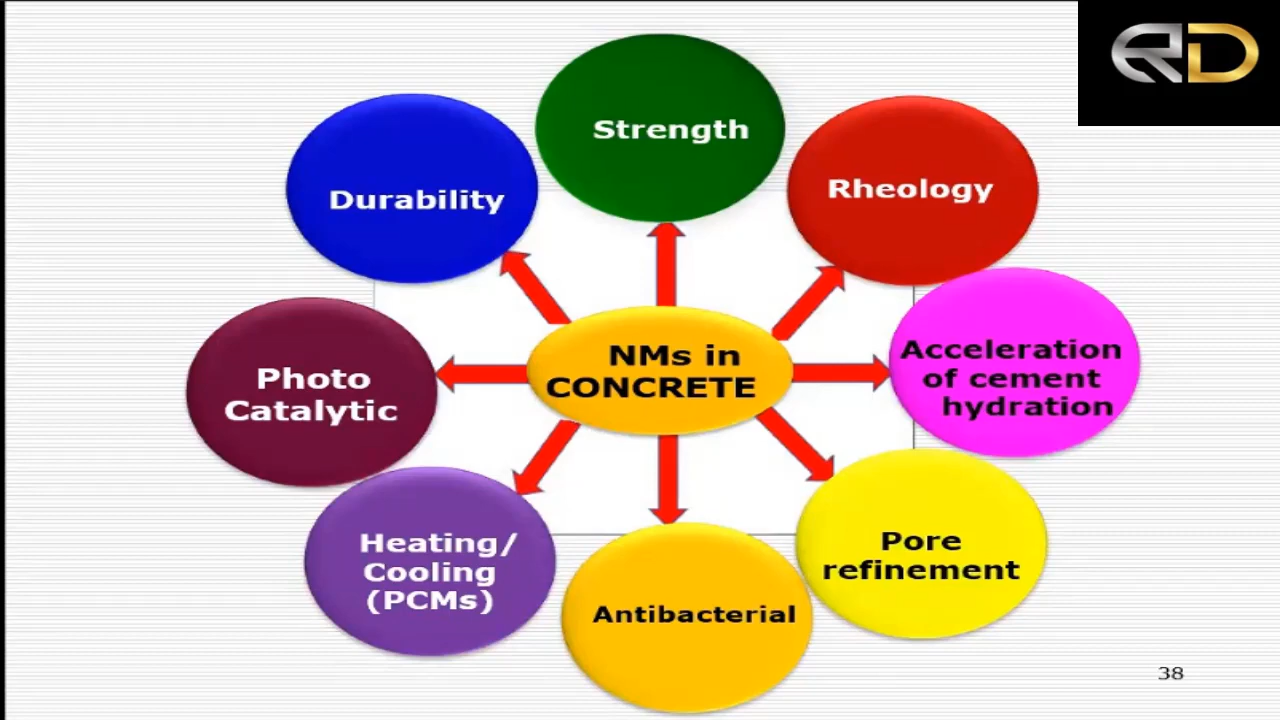 RD
Strength
Durability
Rheology
NMs in
CONCRETE
Acceleration
of cement
hydration
Photo
Catalytic
Pore
refinement
Heating/
Cooling
(PCMs)
Antibacterial
38